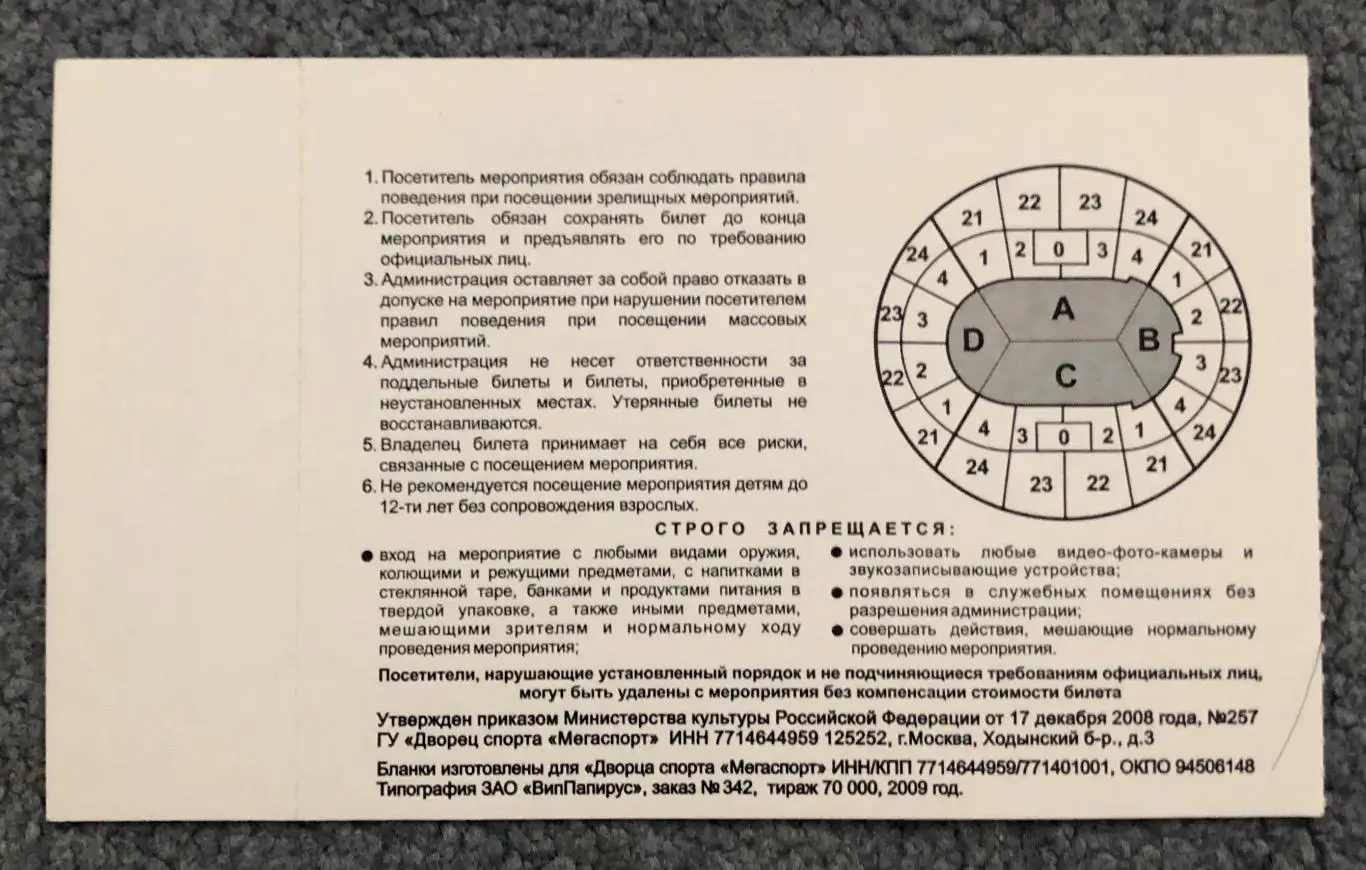 1. Посетитель мероприятия обязан соблюдать правила
поведения при посещении зрелищных мероприятий.
2. Посетитель обязан сохранять билет до конца
мероприятия и предъявлять его по требованию
официальных лиц.
3. Администрация оставляет за собой право отказать в
допуске на мероприятие при нарушении посетителем
правил поведения при посещении массовых
мероприятий.
4. Администрация не несет ответственности за
поддельные билеты и билеты, приобретенные в
неустановленных местах. Утерянные билеты не
восстанавливаются.
5. Владелец билета принимает на себя все риски,
связанные с посещением мероприятия.
6. Не рекомендуется посещение мероприятия детям до
12-ти лет без сопровождения взрослых.
22 23
21 24
24 1 2 0 3 4 21
4 1
23 3 A 2 22
D B
22 2 C 3 23
1 4
21 4 3 0 2 1 24
24 21
23 22
СТРОГО ЗАПРЕЩАЕТСЯ:
● вход на мероприятие с любыми видами оружия,
колющими и режущими предметами, с напитками в
стеклянной таре, банками и продуктами питания в
твердой упаковке, а также иными предметами,
мешающими зрителям и нормальному ходу
проведения мероприятия;
● использовать любые видео-фото-камеры и
звукозаписывающие устройства;
● появляться в служебных помещениях без
разрешения администрации;
● совершать действия, мешающие нормальному
проведению мероприятия.
Посетители, нарушающие установленный порядок и не подчиняющиеся требованиям официальных лиц,
могут быть удалены с мероприятия без компенсации стоимости билета
Утвержден приказом Министерства культуры Российской Федерации от 17 декабря 2008 года, №257
ГУ «Дворец спорта «Мегаспорт» ИНН 7714644959 125252, г.Москва, Ходынский б-р., д.3
Бланки изготовлены для «Дворца спорта «Мегаспорт» ИНН/КПП 7714644959/771401001, ОКПО 94506148
Типография ЗАО «ВипПапирус», заказ №342, тираж 70 000, 2009 год.